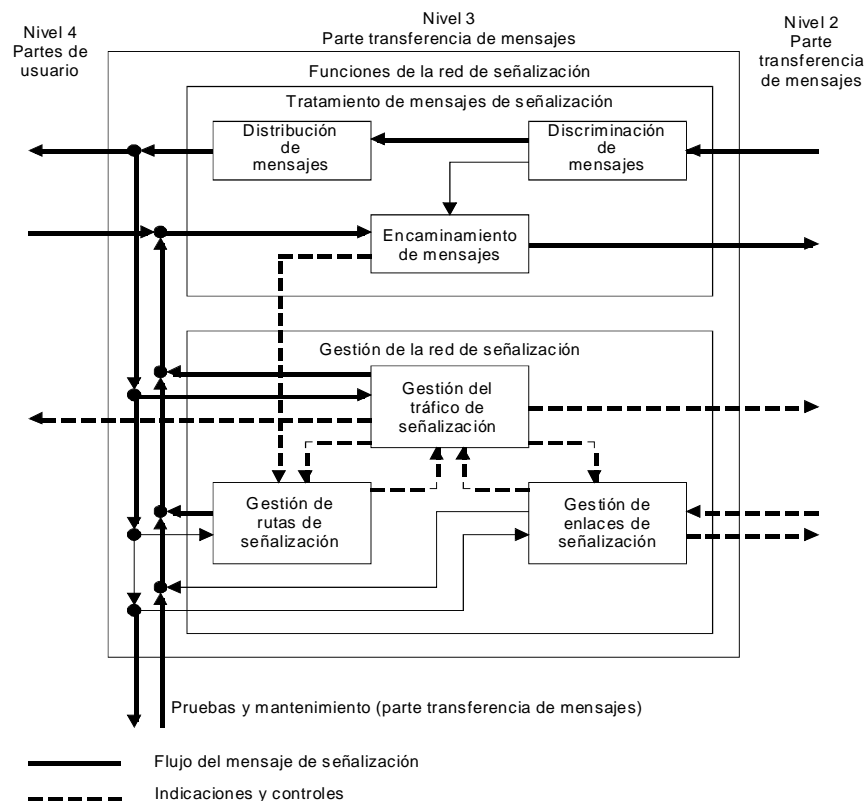 Nivel 4
Partes de
usuario
Nivel 3
Parte transferencia de mensajes
Nivel 2
Parte
transferencia
de mensajes
Funciones de la red de señalización
Tratamiento de mensajes de señalización
Distribución
de
mensajes
Discriminación
de
mensajes
Encaminamiento
de mensajes
Gestión de la red de señalización
Gestión del
tráfico de
señalización
Gestión de
rutas de
señalización
Gestión de
enlaces de
señalización
Pruebas y mantenimiento (parte transferencia de mensajes)
Flujo del mensaje de señalización
Indicaciones y controles